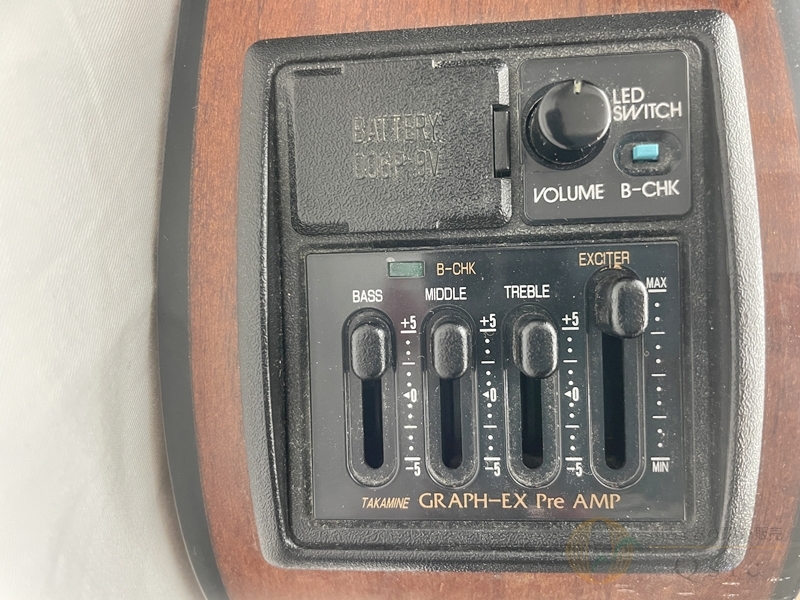 BATTERY
006P 9V
LED
SWITCH
VOLUME B-CHK
B-CHK
EXCITER
BASS MIDDLE TREBLE
MAX
+5 +5 +5
0 0 0
-5 -5 -5 MIN
TAKAMINE GRAPH-EX Pre AMP